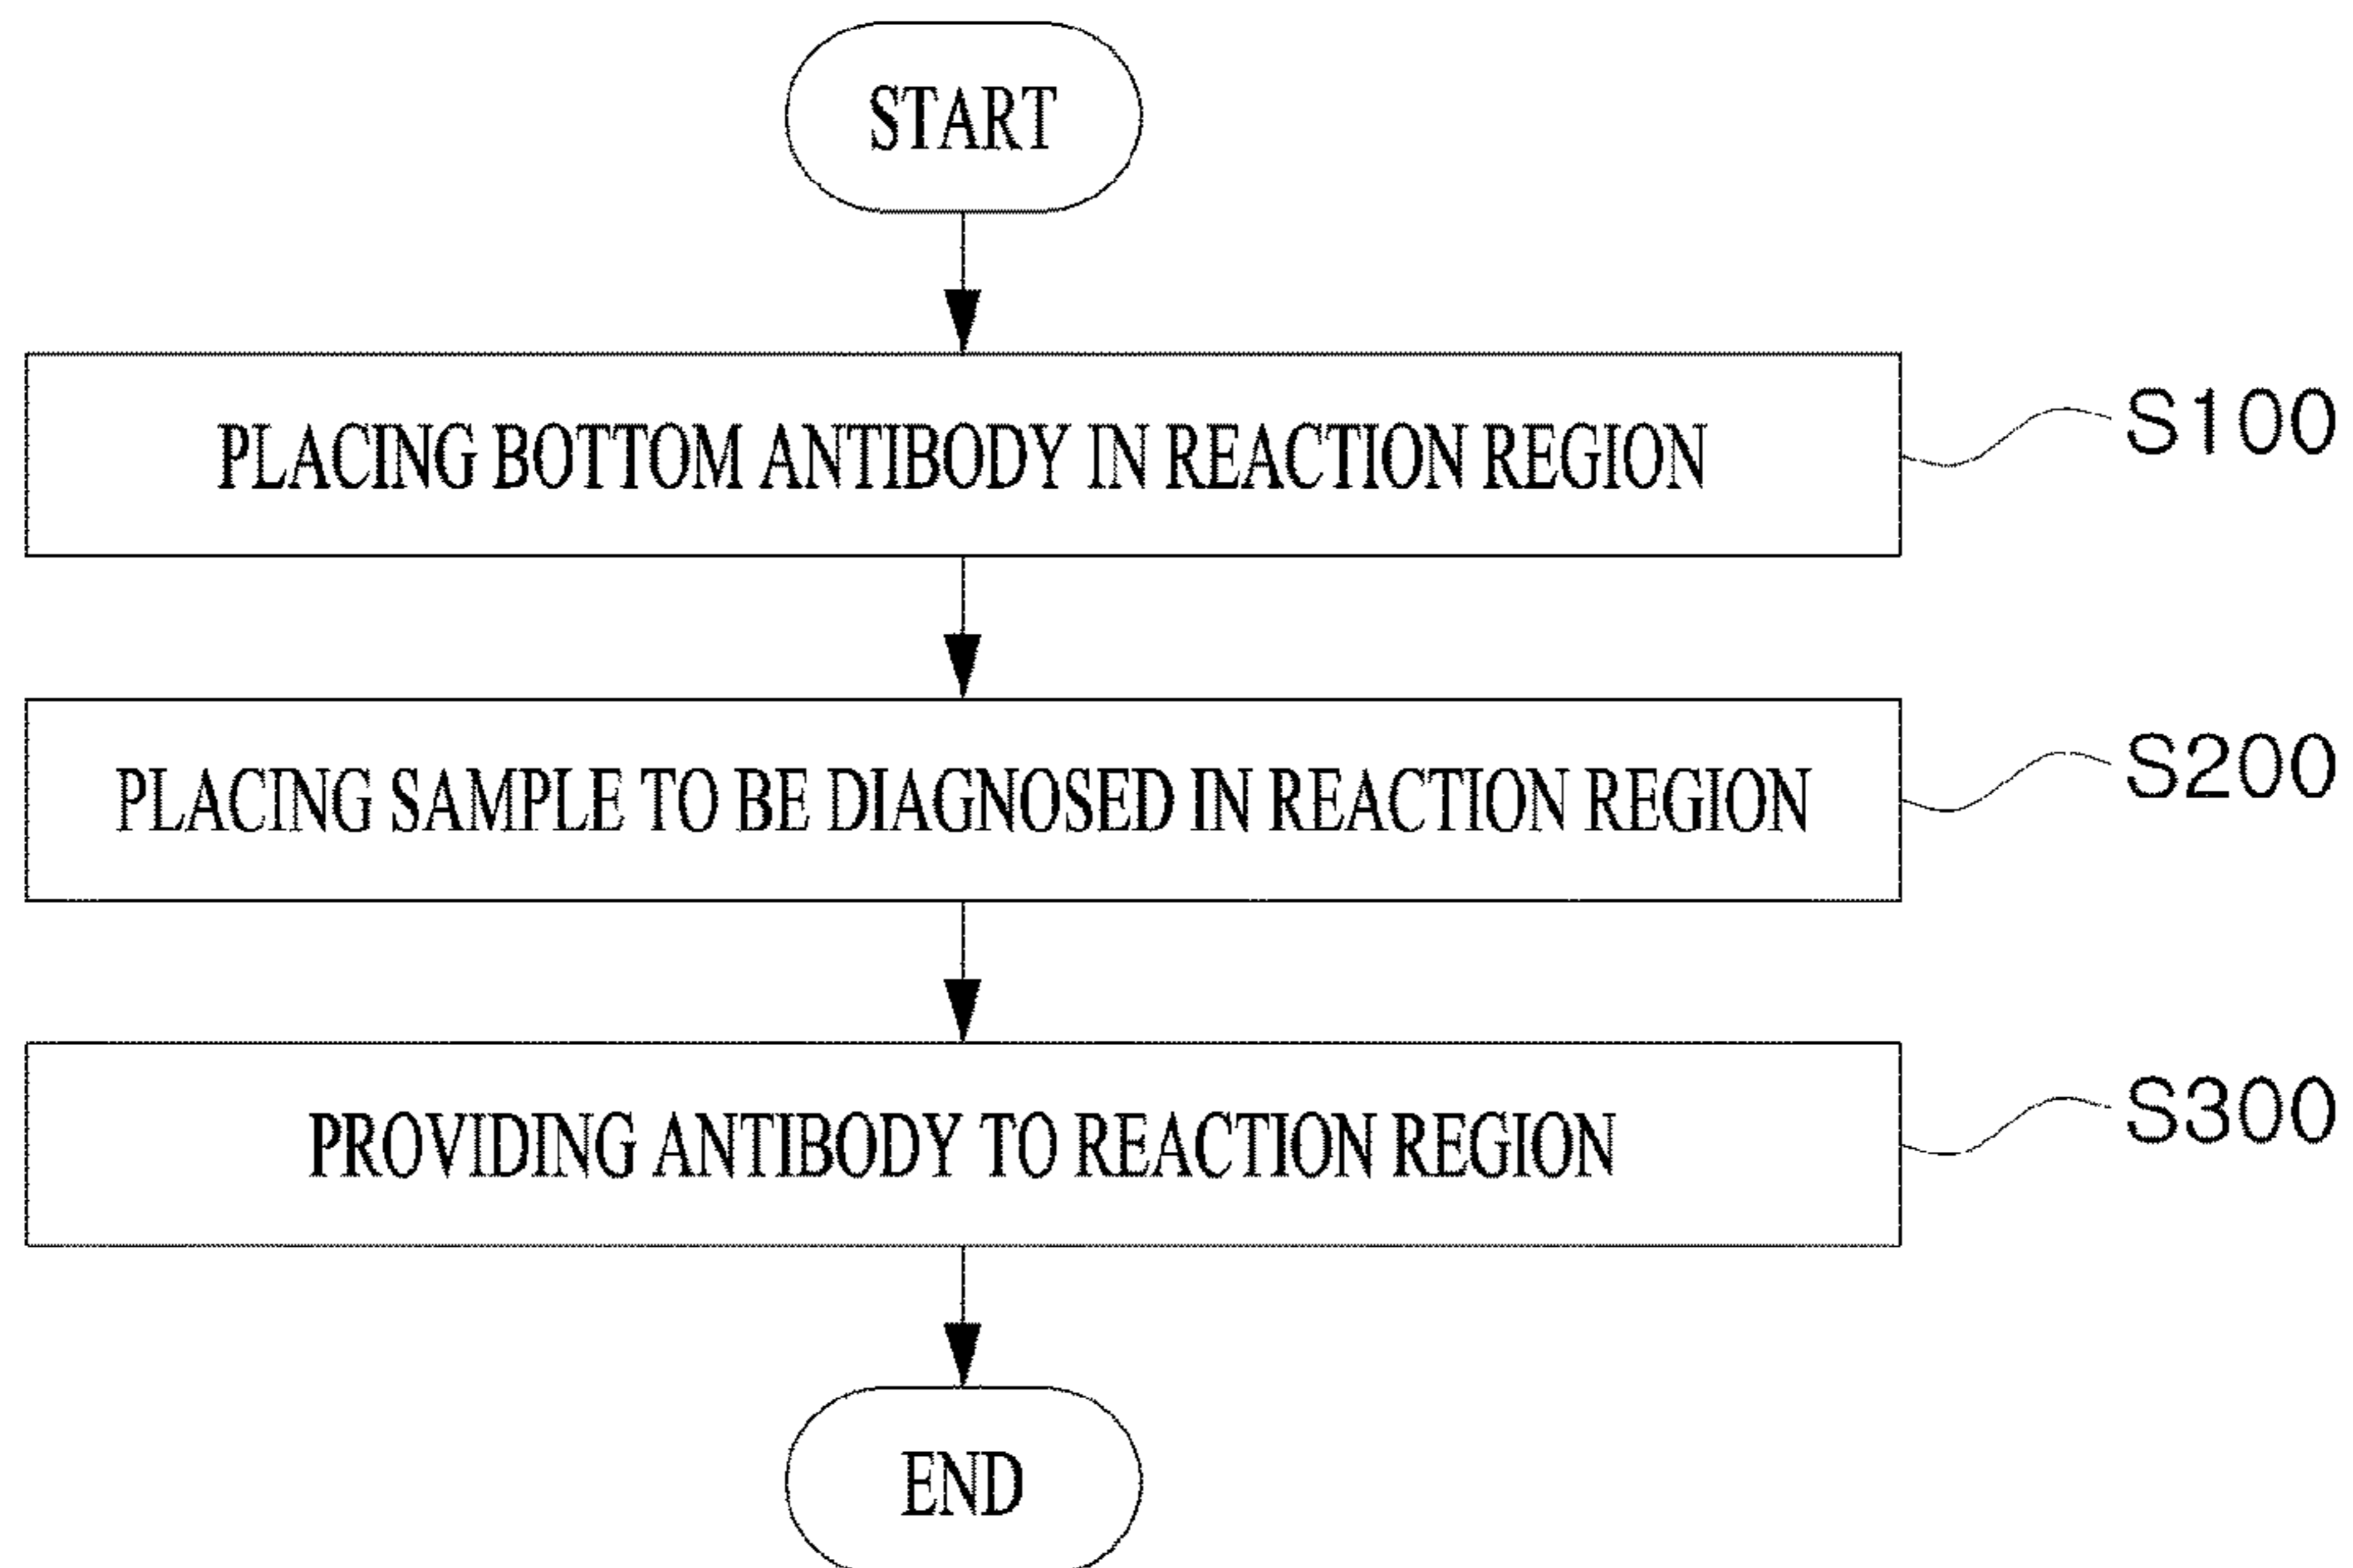 START
PLACING BOTTOM ANTIBODY IN REACTION REGION
S100
PLACING SAMPLE TO BE DIAGNOSED IN REACTION REGION
S200
PROVIDING ANTIBODY TO REACTION REGION
S300
END